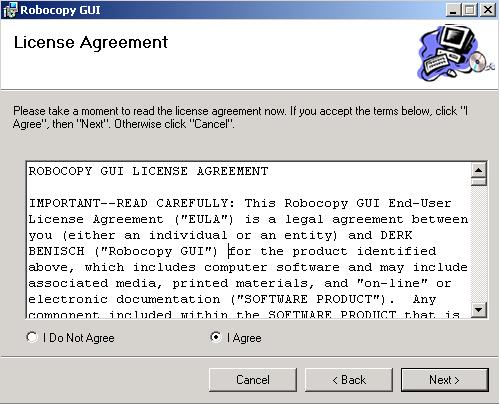 Robocopy GUI
License Agreement
Please take a moment to read the license agreement now. If you accept the terms below, click "I
Agree", then "Next". Otherwise click "Cancel".
ROBOCOPY GUI LICENSE AGREEMENT
IMPORTANT--READ CAREFULLY: This Robocopy GUI End-User
License Agreement ("EULA") is a legal agreement between
you (either an individual or an entity) and DERK
BENISCH ("Robocopy GUI") for the product identified
above, which includes computer software and may include
associated media, printed materials, and "on-line" or
electronic documentation ("SOFTWARE PRODUCT"). Any
component included within the SOFTWARE PRODUCT that is
I Do Not Agree
I Agree
Cancel
< Back
Next >